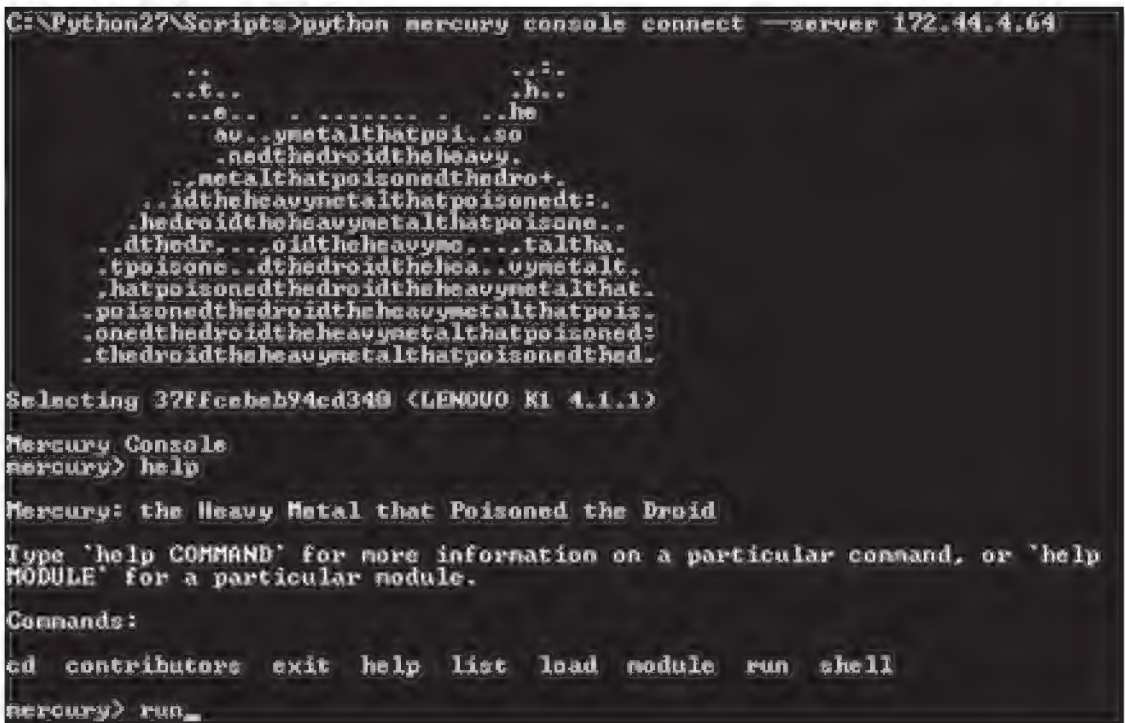 C:\Python27\Scripts>python mercury console connect --server 172.44.4.64
..                    ..:.
..t..                 .h..
..e.. . ....... . ..he
av..ymetalthatpoi..so
.nedthedroidtheheavy.
.,metalthatpoisonedthedro+.
..idtheheavymetalthatpoisonedt:.
.hedroidtheheavymetalthatpoisone..
..dthedr....oidtheheavyme....taltha.
.tpoisone..dthedroidthehea..vymetalt.
,hatpoisonedthedroidtheheavymetalthat.
.poisonedthedroidtheheavymetalthatpois.
.onedthedroidtheheavymetalthatpoisoned:
.thedroidtheheavymetalthatpoisonedthed.
Selecting 37ffcebeb94cd340 (LENOVO K1 4.1.1)
Mercury Console
mercury> help
Mercury: the Heavy Metal that Poisoned the Droid
Type `help COMMAND` for more information on a particular command, or `help
MODULE` for a particular module.
Commands:
cd  contributors  exit  help  list  load  module  run  shell
mercury> run_